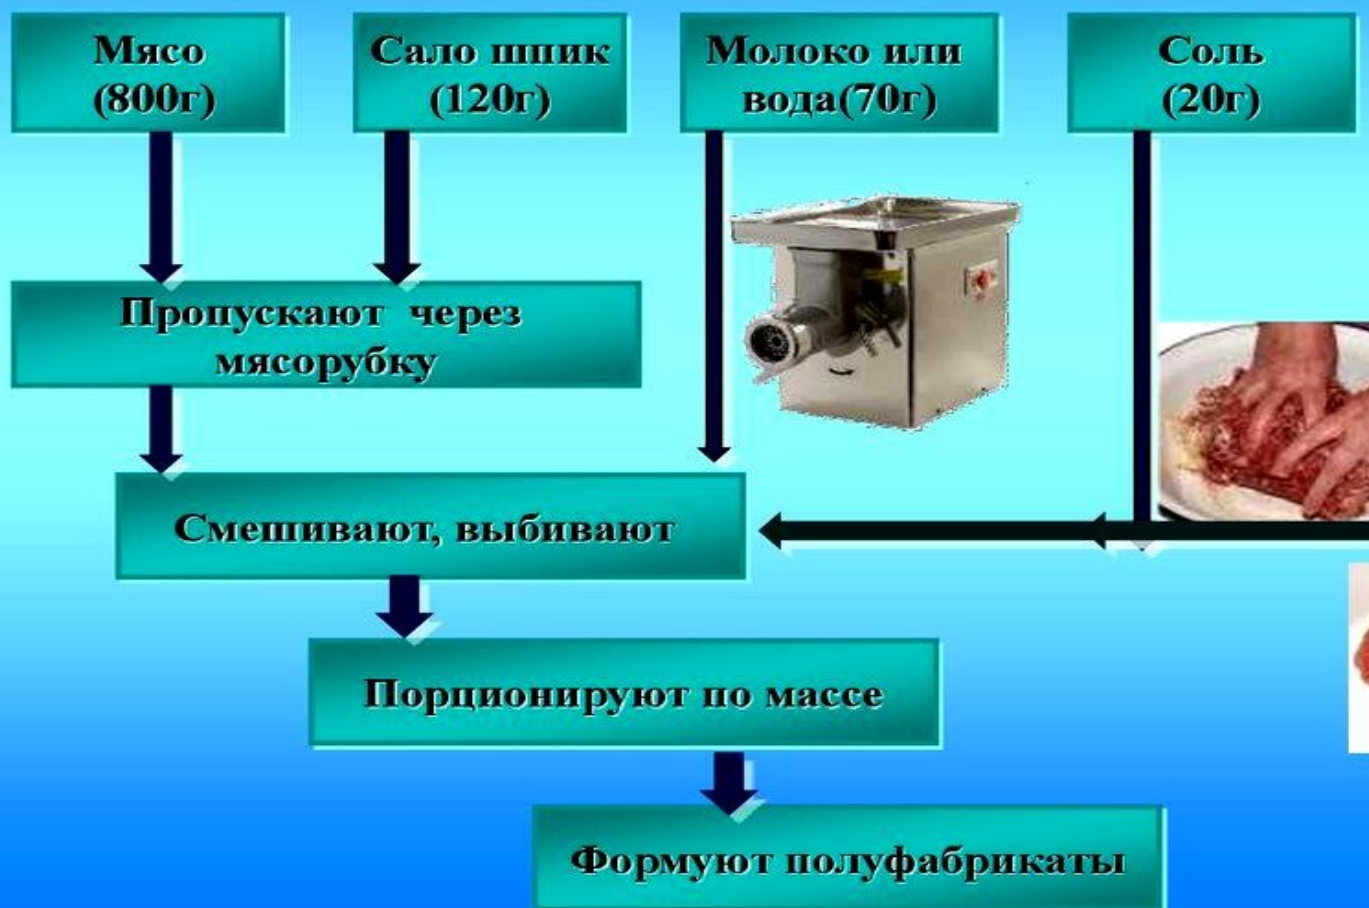 Мясо
(800г)
Сало шпик
(120г)
Молоко или
вода(70г)
Соль
(20г)
Пропускают через
мясорубку
Смешивают, выбивают
Порционируют по массе
Формуют полуфабрикаты